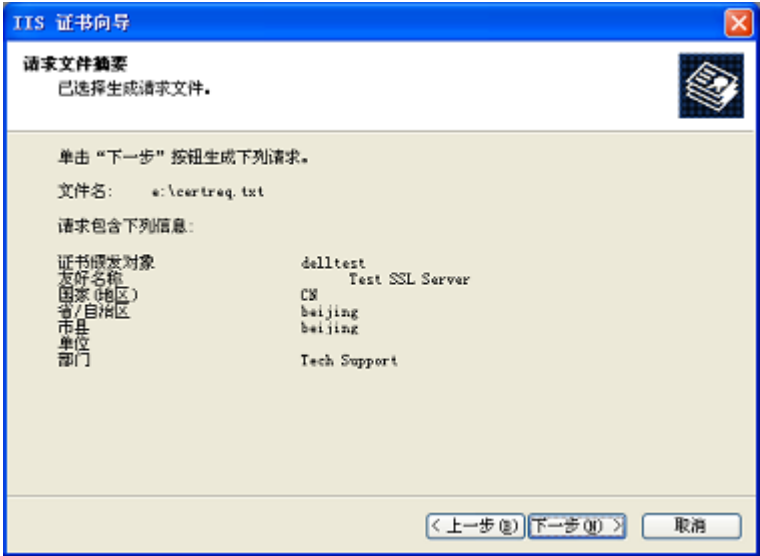 IIS 证书向导
请求文件摘要
已选择生成请求文件。
单击“下一步”按钮生成下列请求。
文件名: e:\certreq.txt
请求包含下列信息:
证书颁发对象 delltest
友好名称 Test SSL Server
国家(地区) CN
省/自治区 beijing
市县 beijing
单位
部门 Tech Support
< 上一步(B) 下一步(N) > 取消